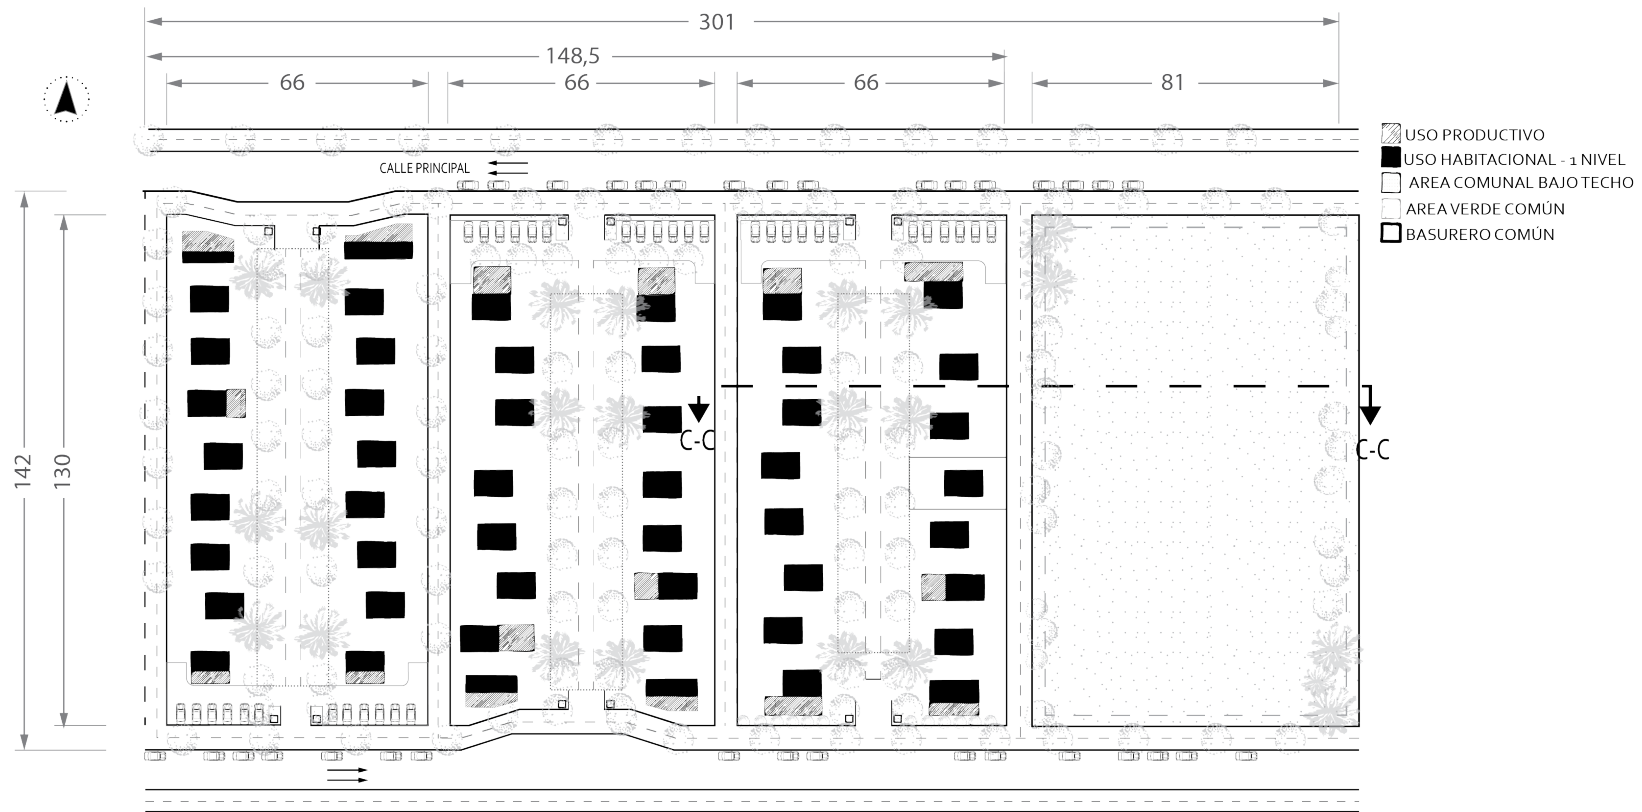 301
148,5
66
66
66
81
CALLE PRINCIPAL
USO PRODUCTIVO
USO HABITACIONAL - 1 NIVEL
AREA COMUNAL BAJO TECHO
AREA VERDE COMÚN
BASURERO COMÚN
142
130
C-C
C-C